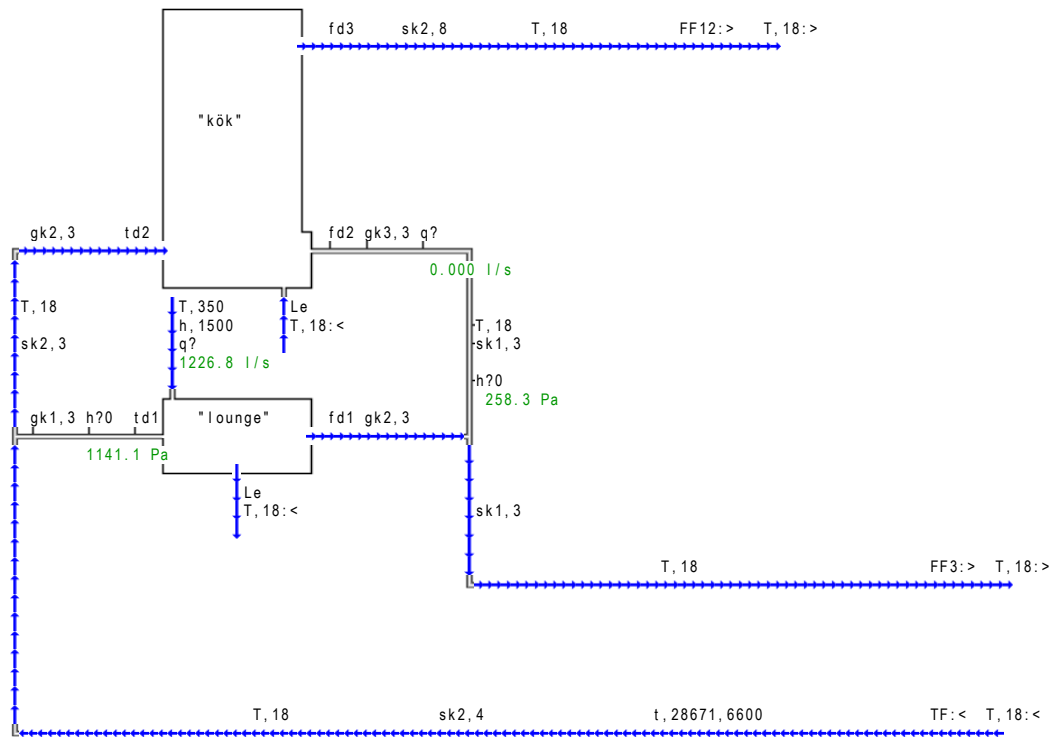 fd3 sk2,8 T,18 FF12:> T,18:>
"kök"
gk2,3 td2 fd2 gk3,3 q?
0.000 l/s
T,18 T,350 Le
h,1500 T,18:< T,18
sk2,3 q? sk1,3
1226.8 l/s
h?0
258.3 Pa
gk1,3 h?0 td1 "lounge" fd1 gk2,3
1141.1 Pa
Le
T,18:< sk1,3
T,18 FF3:> T,18:>
T,18 sk2,4 t,28671,6600 TF:< T,18:<